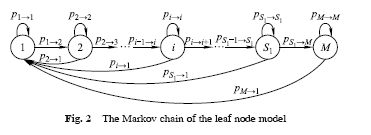 P1→1 P2→2 Pi→i PS1→S1 PM→M
1 P1→2 2 P2→3 ... Pi−1→i i Pi→i+1 ... PS1−1→S1 S1 PS1→M M
P2→1 Pi→1 PS1→1
PM→1
Fig. 2 The Markov chain of the leaf node model